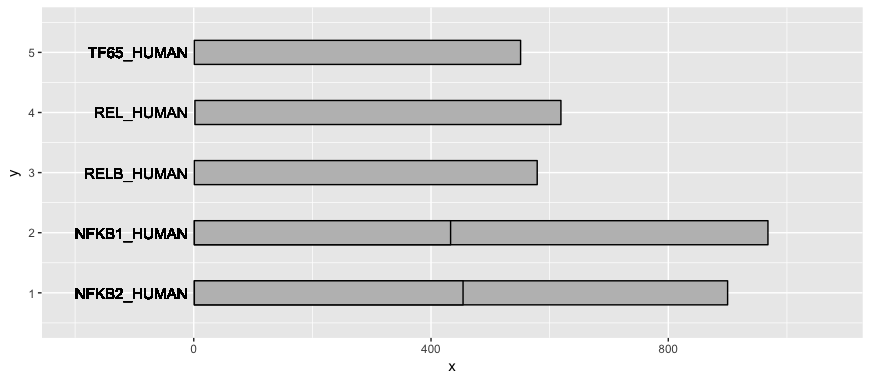 TF65_HUMAN
5
REL_HUMAN
4
RELB_HUMAN
3
y
NFKB1_HUMAN
2
NFKB2_HUMAN
1
0 400 800
x